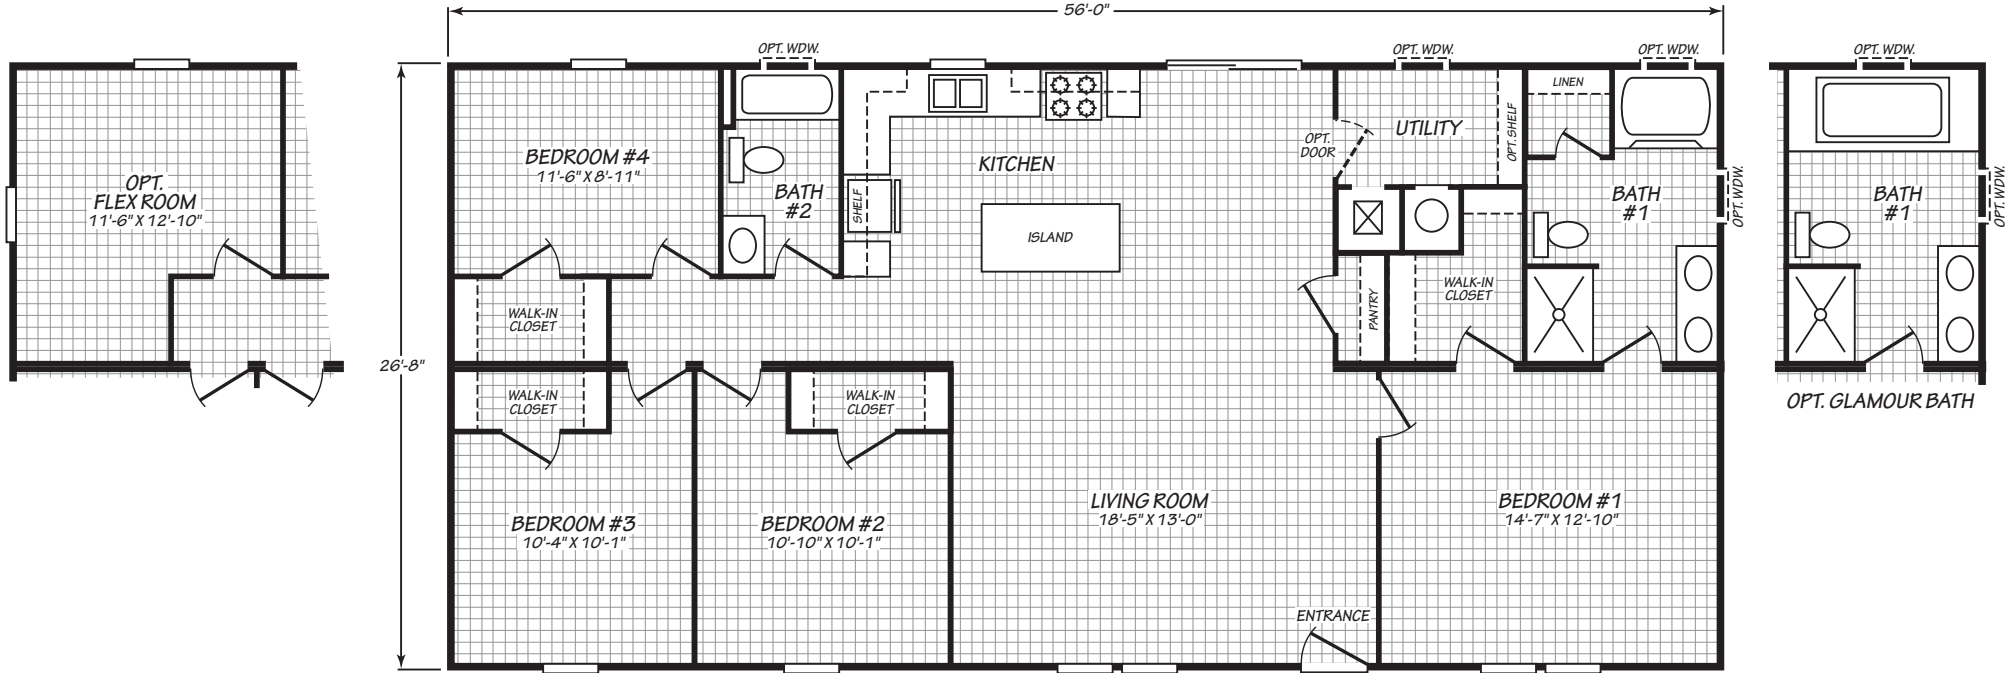 56'-0"
OPT. WDW.
OPT. WDW.
OPT. WDW.
OPT. WDW.
LINEN
OPT. SHELF
UTILITY
OPT.
DOOR
BEDROOM #4
11'-6" X 8'-11"
KITCHEN
OPT.
FLEX ROOM
11'-6" X 12'-10"
BATH
#2
SHELF
BATH
#1
OPT. WDW.
BATH
#1
OPT. WDW.
ISLAND
WALK-IN
CLOSET
PANTRY
WALK-IN
CLOSET
26'-8"
WALK-IN
CLOSET
WALK-IN
CLOSET
OPT. GLAMOUR BATH
LIVING ROOM
18'-5" X 13'-0"
BEDROOM #1
14'-7" X 12'-10"
BEDROOM #3
10'-4" X 10'-1"
BEDROOM #2
10'-10" X 10'-1"
ENTRANCE